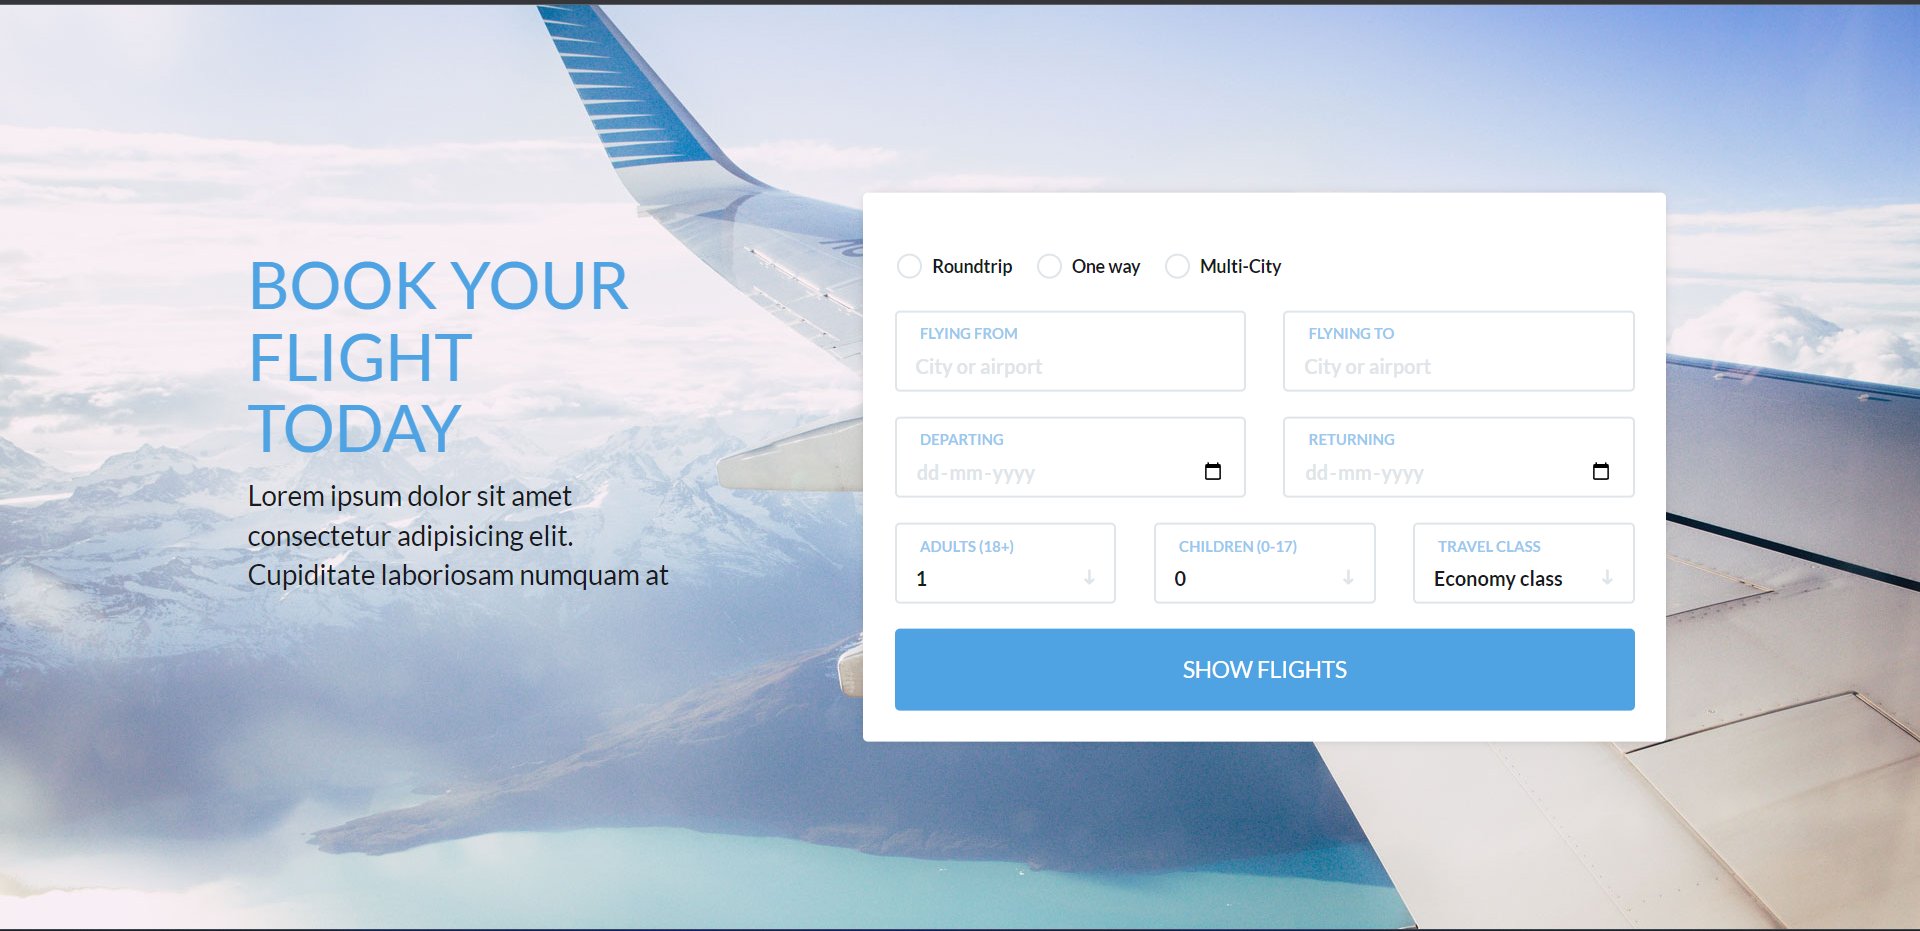 BOOK YOUR
FLIGHT
TODAY
Lorem ipsum dolor sit amet
consectetur adipisicing elit.
Cupiditate laboriosam numquam at
Roundtrip One way Multi-City
FLYING FROM FLYNING TO
City or airport City or airport
DEPARTING RETURNING
dd-mm-yyyy dd-mm-yyyy
ADULTS (18+) CHILDREN (0-17) TRAVEL CLASS
1 0 Economy class
SHOW FLIGHTS